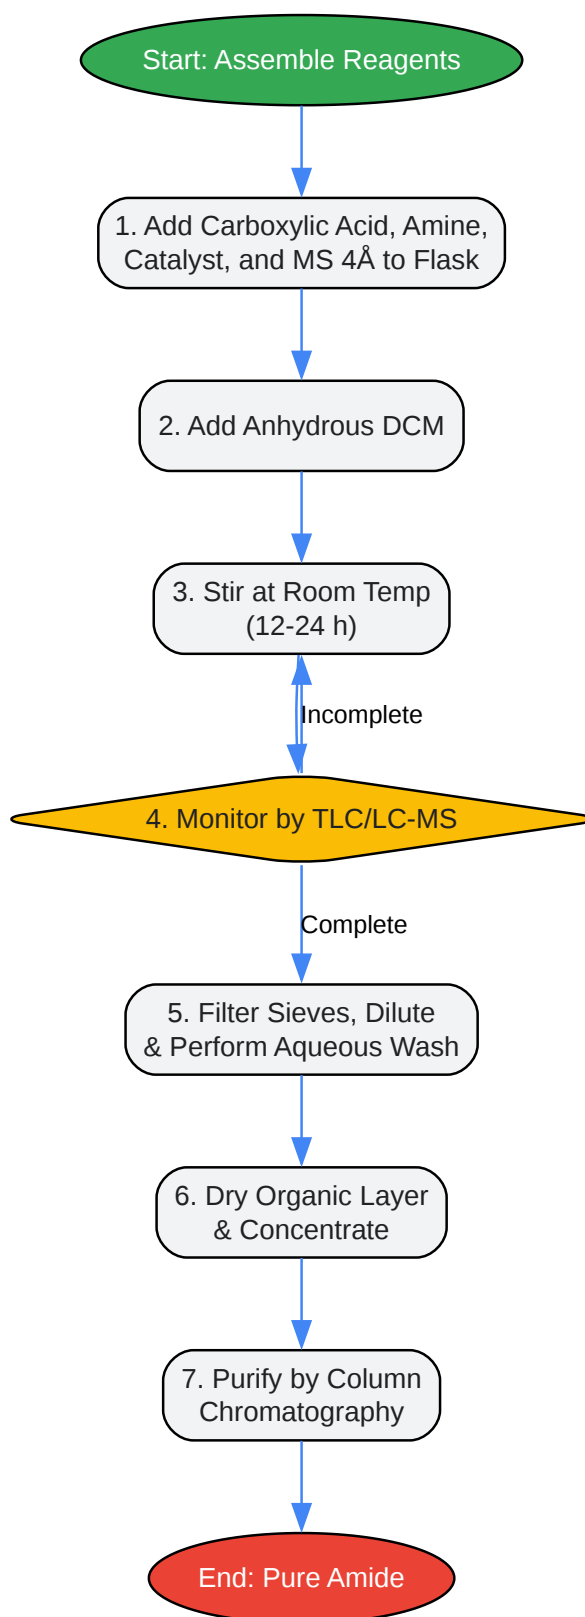 Start: Assemble Reagents
1. Add Carboxylic Acid, Amine,
Catalyst, and MS 4Å to Flask
2. Add Anhydrous DCM
3. Stir at Room Temp
(12-24 h)
Incomplete
4. Monitor by TLC/LC-MS
Complete
5. Filter Sieves, Dilute
& Perform Aqueous Wash
6. Dry Organic Layer
& Concentrate
7. Purify by Column
Chromatography
End: Pure Amide